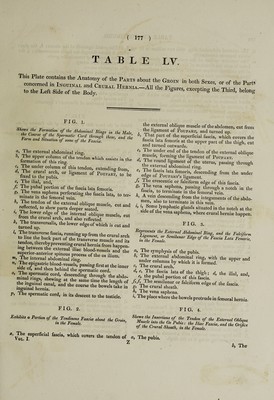 ( 177 )
TABLE LV.
This Plate contains the Anatomy of the Parts about the Groin in both Sexes, or of the Parts
concerned in Inguinal and Crural Hernia.—All the Figures, excepting the Third, belong
to the Left Side of the Body.
FIG. 1.
Shows the Formation of the Abdominal Rings in the Male,
the Course of the Spermatic Cord through them, and the
Form and Situation of some of the Fasciæ.
a, The external abdominal ring.
b, The upper column of the tendon which assists in the
formation of this ring.
c, The under column of this tendon, extending from,
d, The crural arch, or ligament of Poupart, to be
fixed to the pubis.
e, The iliac, and,
f, The pubal portion of the fascia lata femoris.
g, The vena saphena perforating the fascia lata, to ter-
minate in the femoral vein.
h, The tendon of the external oblique muscle, cut and
reflected, to show the parts it covered.
i, The lower edge of the internal oblique muscle, cut
from the crural arch, and also reflected.
k, The transversalis, the lower edge of which is cut and
turned up.
l, The transverse fascia, running up from the crural arch
to line the back part of the transverse muscle and its
tendon, thereby preventing crural hernia from happen-
ing between the external iliac blood-vessels and the
superior-anterior spinous process of the os ilium.
m, The internal abdominal ring.
n, The epigastric blood-vessels, passing first at the inner
side of, and then behind the spermatic cord.
o, The spermatic cord, descending through the abdo-
minal rings, shewing at the same time the length of
the inguinal canal, and the course the bowels take in
inguinal hernia.
p, The spermatic cord, in its descent to the testicle.
FIG. 2.
Exhibit a Portion of the Tendinous Fasciæ about the Groin,
in the Female.
a, The superficial fascia, which covers the tendon of
Vol. I.
the external oblique muscle of the abdomen, cut from
the ligament of Poupart, and turned up.
b, That part of the superficial fascia, which covers the
fascia lata femoris at the upper part of the thigh, cut
and turned outwards.
c, The under end of the tendon of the external oblique
muscle, forming the ligament of Poupart.
d, The round ligament of the uterus, passing through
the external abdominal ring.
e, The fascia lata femoris, descending from the under
edge of Poupart's ligament.
f, The semicircular or falciform edge of this fascia.
g, The vena saphena, passing through a notch in the
fascia, to terminate in the femoral vein.
h, A vein, descending from the integuments of the abdo-
men, also to terminate in this vein.
i, i, Some lymphatic glands situated in the notch at the
side of the vena saphena, where crural hernia happens.
FIG. 3.
Represents the External Abdominal Ring, and the Falciform
Ligament, or Semilunar Edge of the Fascia Lata Femoris,
in the Female.
a, The symphysis of the pubis.
b, The external abdominal ring, with the upper and
under columns by which it is formed.
c, The crural arch.
d, e, The fascia lata of the thigh; d, the iliac, and,
e, the pubal portion of this fascia.
f, f, The semilunar or falciform edge of the fascia.
g, The crural sheath.
h, The vena saphena.
i, The place where the bowels protrude in femoral hernia.
FIG. 4.
Shows the Insertions of the Tendon of the External Oblique
Muscle into the Os Pubis: the Iliac Fascia, and the Orifice
of the Crural Sheath, in the Female.
a, The pubis.
Z
b, The